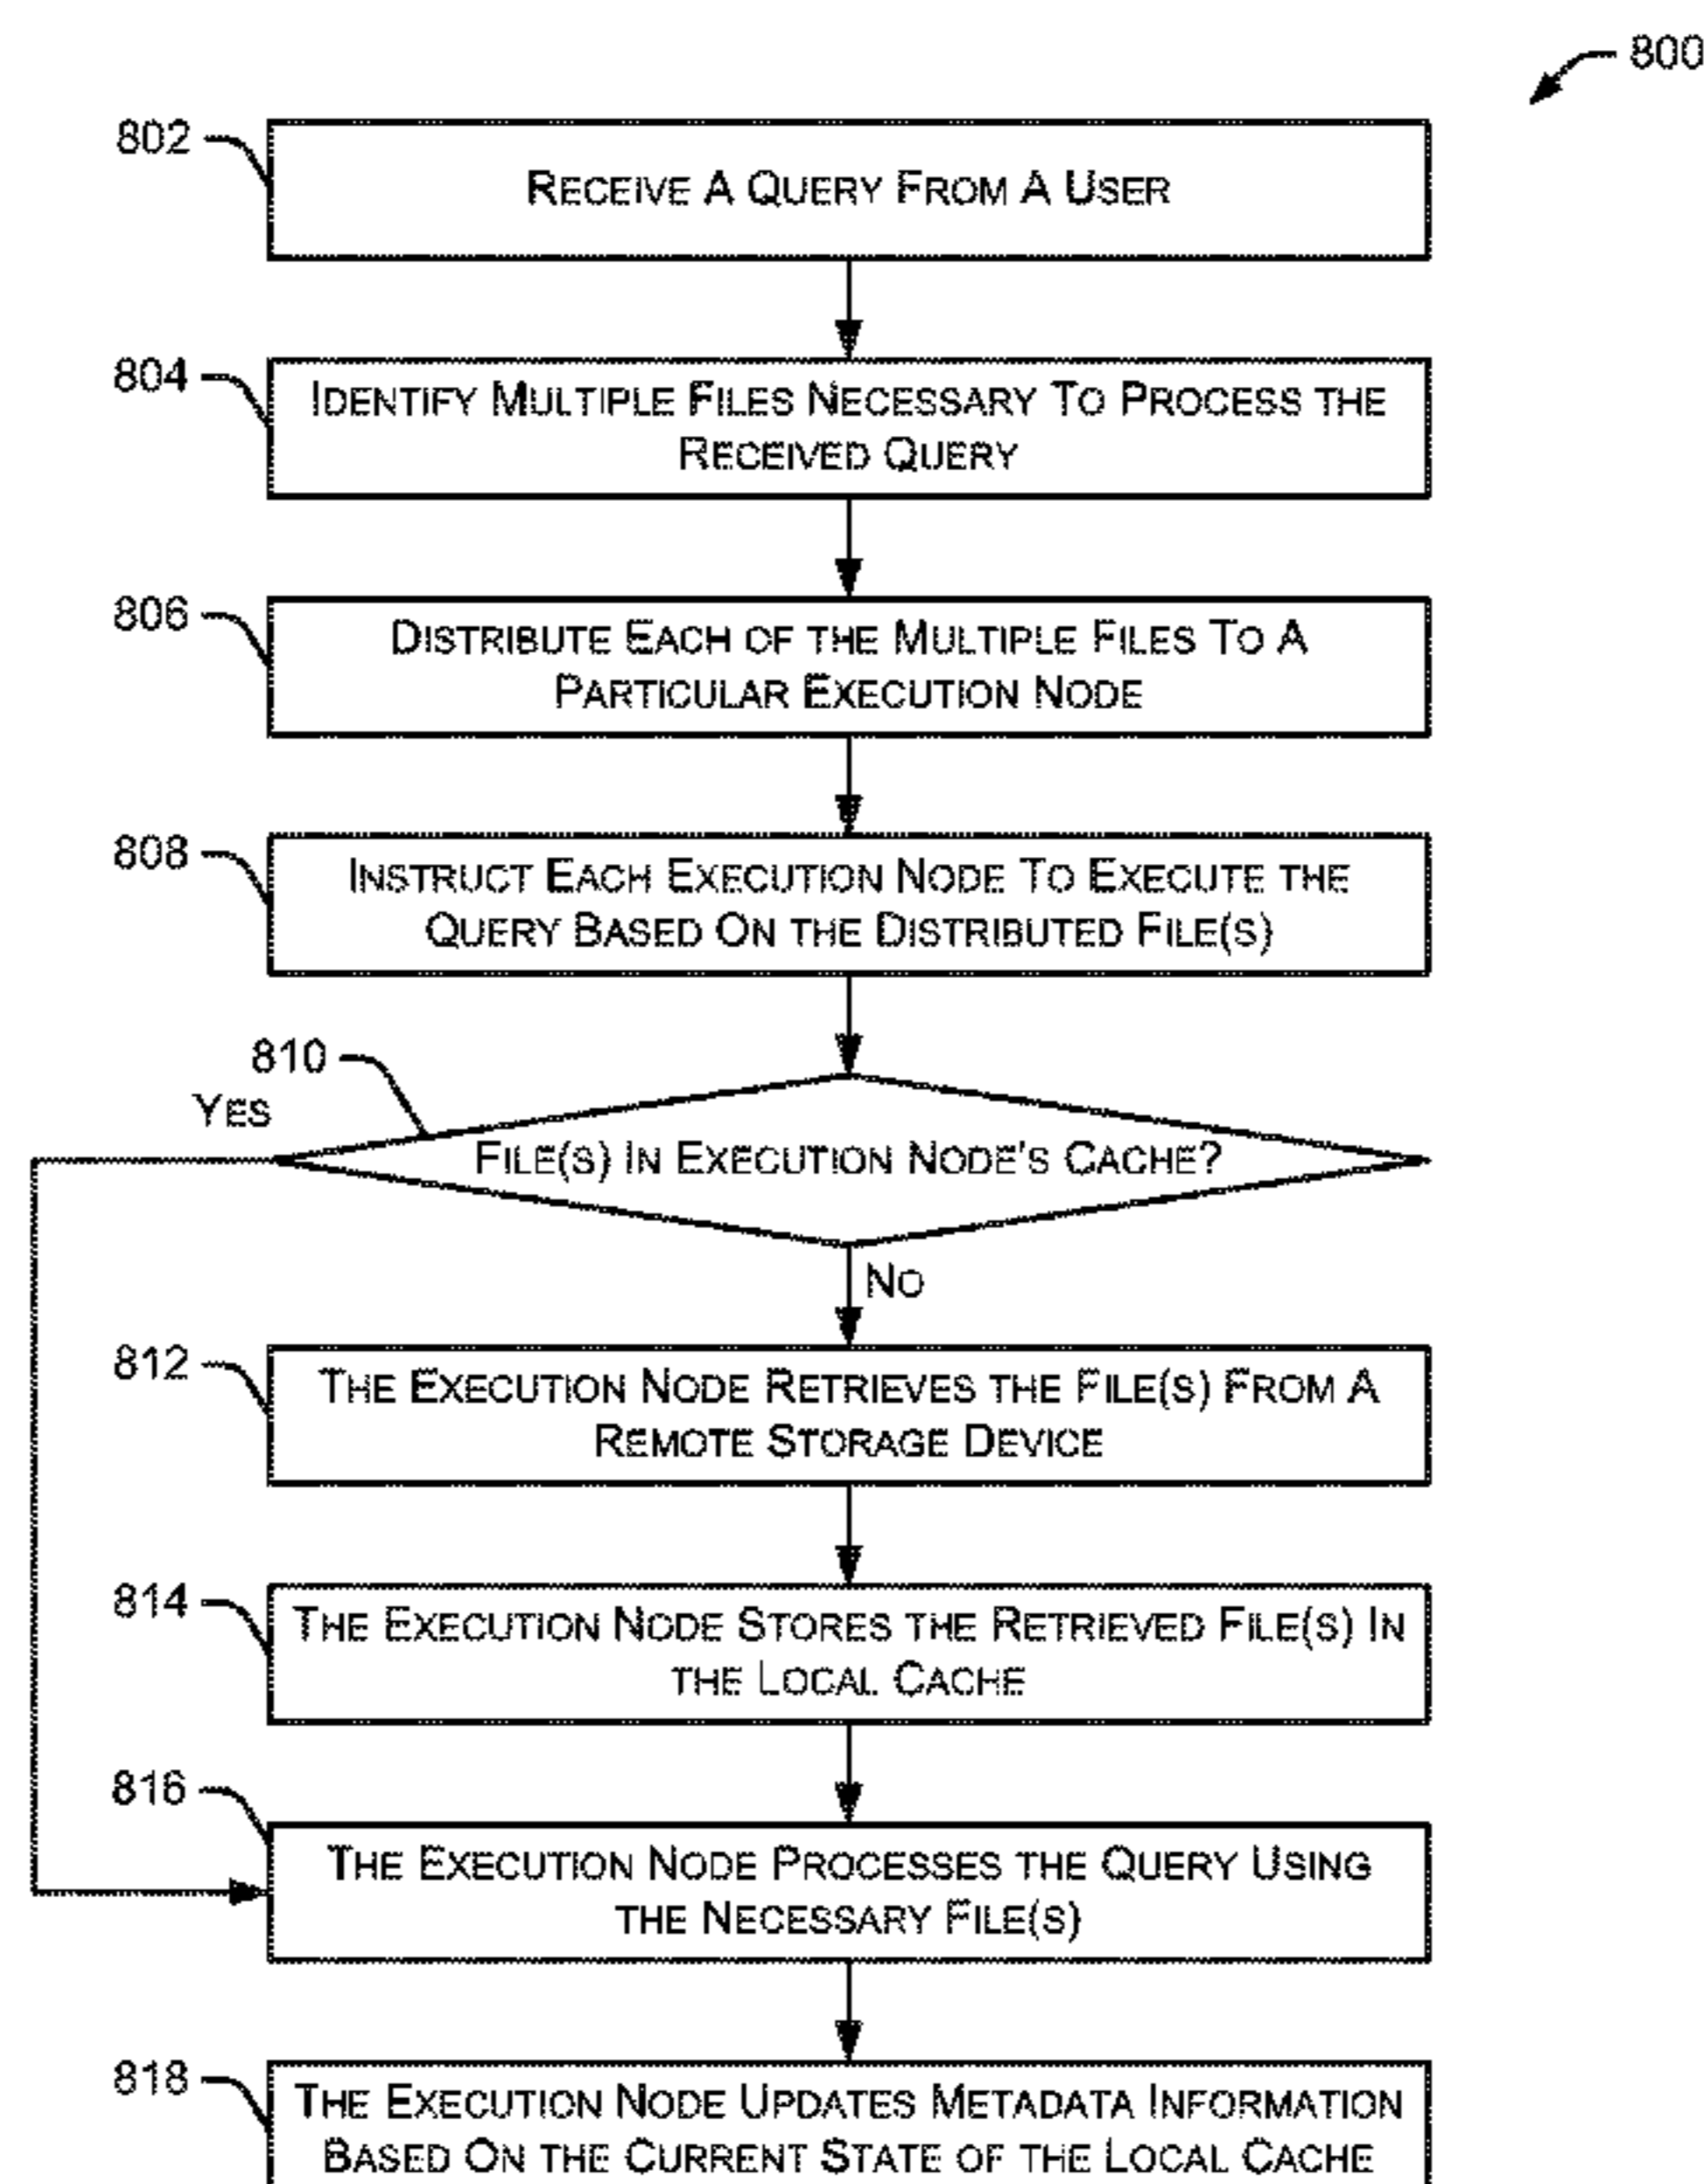 800
802
RECEIVE A QUERY FROM A USER
804
IDENTIFY MULTIPLE FILES NECESSARY TO PROCESS THE
RECEIVED QUERY
806
DISTRIBUTE EACH OF THE MULTIPLE FILES TO A
PARTICULAR EXECUTION NODE
808
INSTRUCT EACH EXECUTION NODE TO EXECUTE THE
QUERY BASED ON THE DISTRIBUTED FILE(S)
810
YES
FILE(S) IN EXECUTION NODE'S CACHE?
NO
812
THE EXECUTION NODE RETRIEVES THE FILE(S) FROM A
REMOTE STORAGE DEVICE
814
THE EXECUTION NODE STORES THE RETRIEVED FILE(S) IN
THE LOCAL CACHE
816
THE EXECUTION NODE PROCESSES THE QUERY USING
THE NECESSARY FILE(S)
818
THE EXECUTION NODE UPDATES METADATA INFORMATION
BASED ON THE CURRENT STATE OF THE LOCAL CACHE